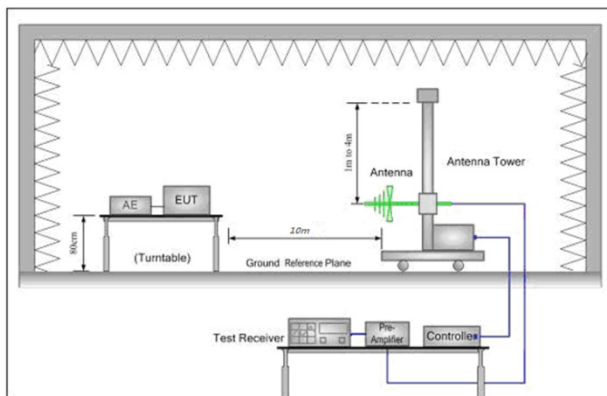 1m to 4m
Antenna
Antenna Tower
AE
EUT
80cm
(Turntable)
10m
Ground Reference Plane
Test Receiver
Pre-
Amplifier
Controller